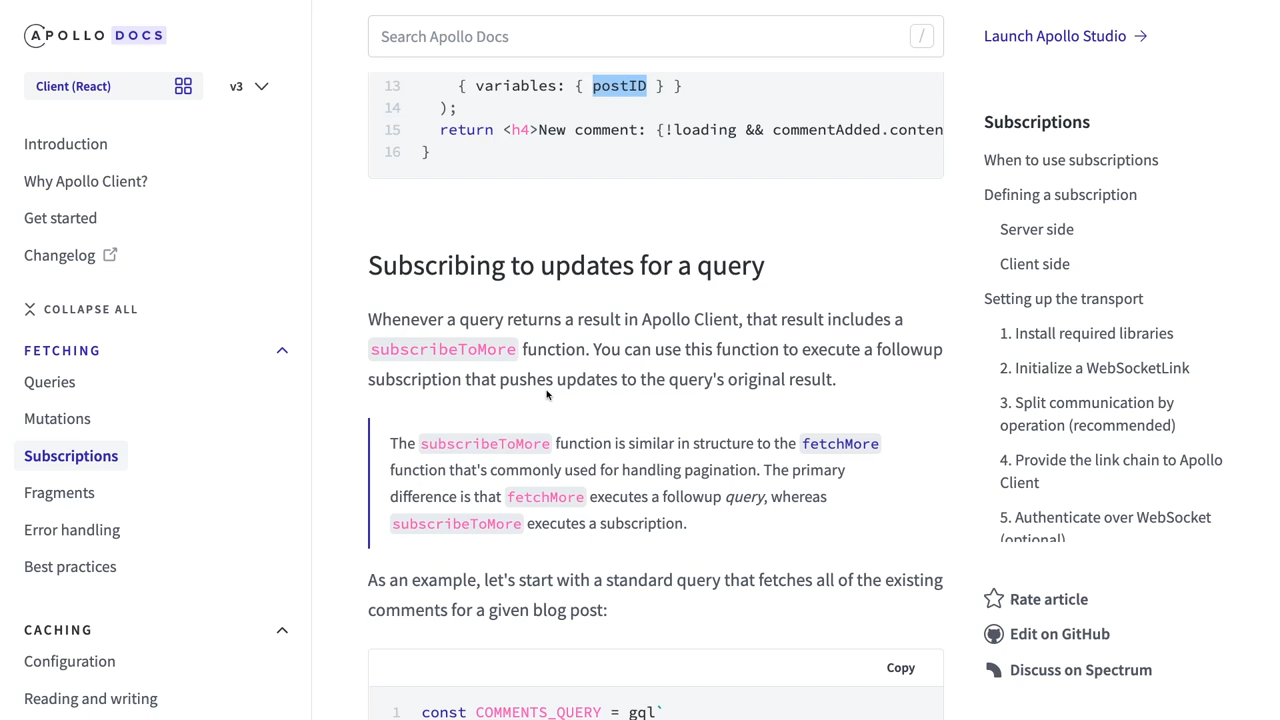 APOLLO DOCS
Client (React)
v3
Introduction
Why Apollo Client?
Get started
Changelog
COLLAPSE ALL
FETCHING
Queries
Mutations
Subscriptions
Fragments
Error handling
Best practices
CACHING
Configuration
Reading and writing
Search Apollo Docs /
13 { variables: { postID } }
14 );
15 return <h4>New comment: {!loading && commentAdded.conten
16 }
Subscribing to updates for a query
Whenever a query returns a result in Apollo Client, that result includes a
subscribeToMore function. You can use this function to execute a followup
subscription that pushes updates to the query's original result.
The subscribeToMore function is similar in structure to the fetchMore
function that's commonly used for handling pagination. The primary
difference is that fetchMore executes a followup query, whereas
subscribeToMore executes a subscription.
As an example, let's start with a standard query that fetches all of the existing
comments for a given blog post:
Copy
1 const COMMENTS_QUERY = gql`
Launch Apollo Studio
Subscriptions
When to use subscriptions
Defining a subscription
Server side
Client side
Setting up the transport
1. Install required libraries
2. Initialize a WebSocketLink
3. Split communication by
operation (recommended)
4. Provide the link chain to Apollo
Client
5. Authenticate over WebSocket
(optional)
Rate article
Edit on GitHub
Discuss on Spectrum